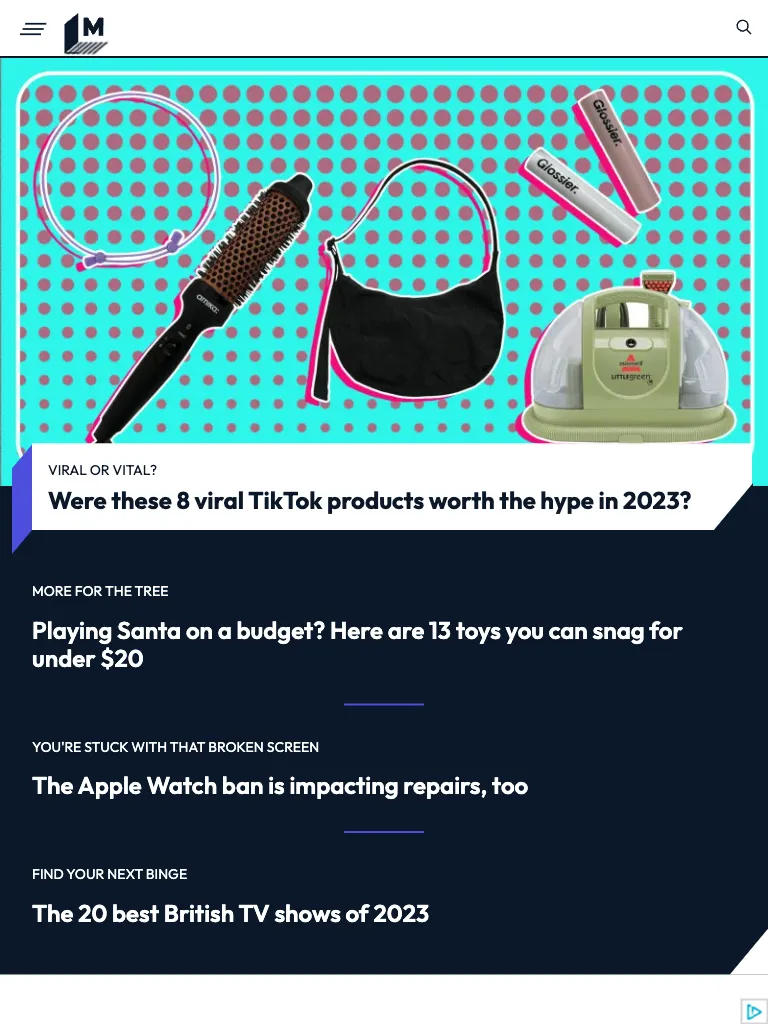 M
Glossier.
Glossier.
amika:
BISSELL
LITTLEgreen
VIRAL OR VITAL?
Were these 8 viral TikTok products worth the hype in 2023?
MORE FOR THE TREE
Playing Santa on a budget? Here are 13 toys you can snag for
under $20
YOU'RE STUCK WITH THAT BROKEN SCREEN
The Apple Watch ban is impacting repairs, too
FIND YOUR NEXT BINGE
The 20 best British TV shows of 2023